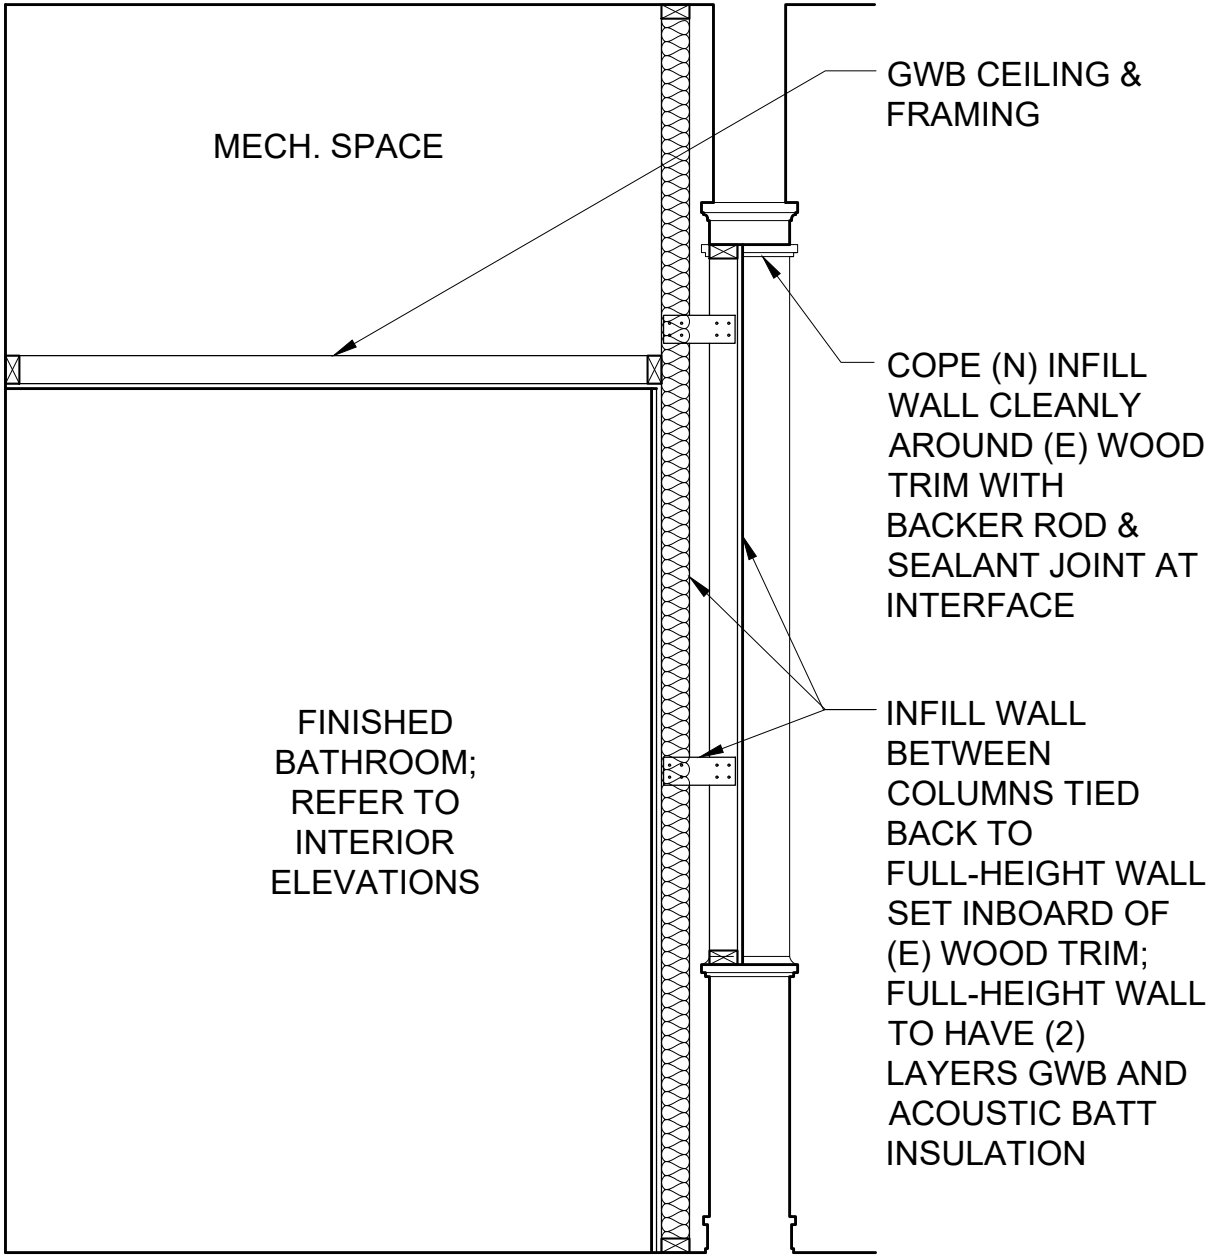 GWB CEILING &
FRAMING
MECH. SPACE
COPE (N) INFILL
WALL CLEANLY
AROUND (E) WOOD
TRIM WITH
BACKER ROD &
SEALANT JOINT AT
INTERFACE
FINISHED
BATHROOM;
REFER TO
INTERIOR
ELEVATIONS
INFILL WALL
BETWEEN
COLUMNS TIED
BACK TO
FULL-HEIGHT WALL
SET INBOARD OF
(E) WOOD TRIM;
FULL-HEIGHT WALL
TO HAVE (2)
LAYERS GWB AND
ACOUSTIC BATT
INSULATION